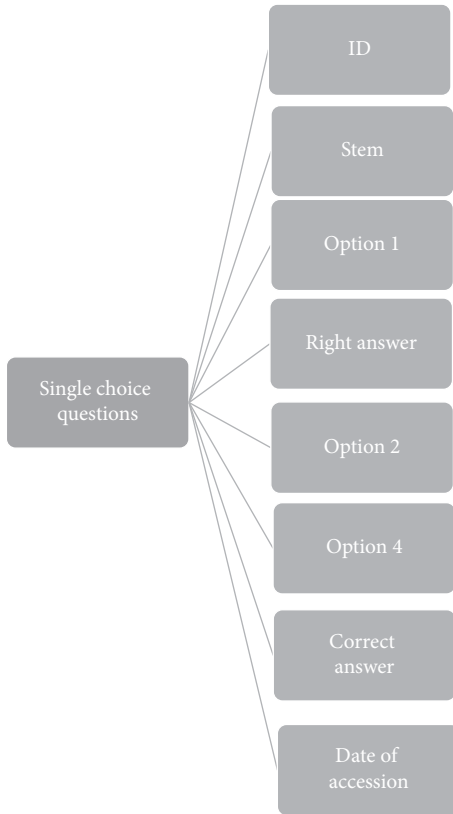 ID
Stem
Option 1
Right answer
Single choice
questions
Option 2
Option 4
Correct
answer
Date of
accession